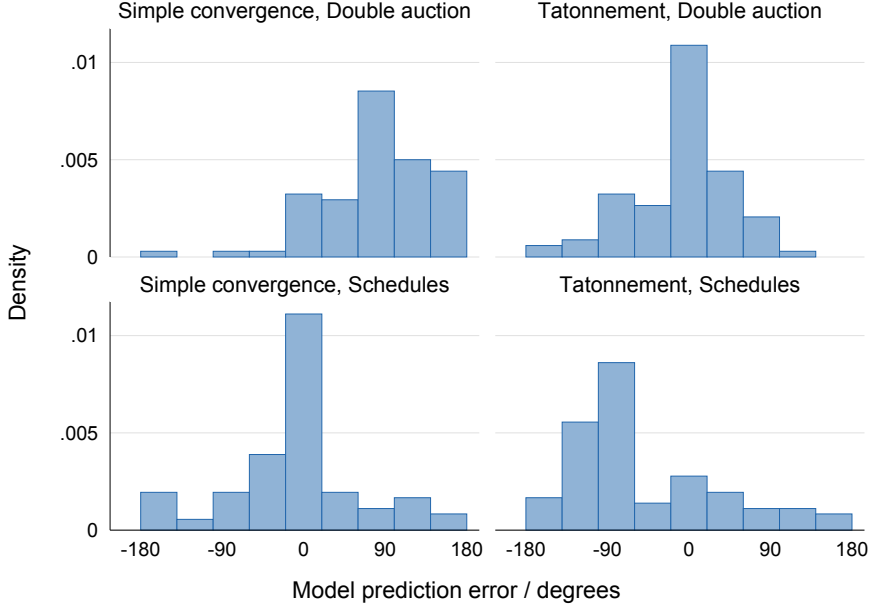 Simple convergence, Double auction
Tatonnement, Double auction
.01
.005
0
Simple convergence, Schedules
Tatonnement, Schedules
.01
.005
0
-180 -90 0 90 180
-180 -90 0 90 180
Density
Model prediction error / degrees